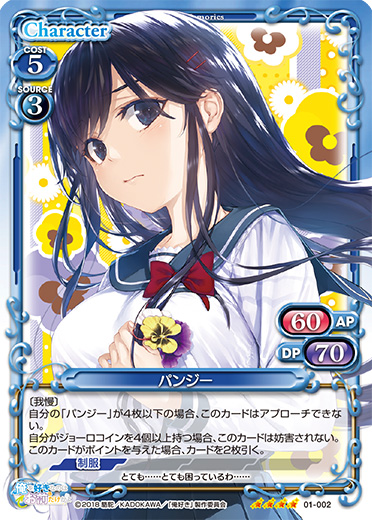 Character
COST
5
SOURCE
3
60 AP
DP 70
パンジー
〔我慢〕
自分の「パンジー」が4枚以下の場合、このカードはアプローチできな
い。
自分がジョーロコインを4個以上持つ場合、このカードは妨害されない。
このカードがポイントを与えた場合、カードを2枚引く。
制服
とても……とても困っているわ……
©2018 駱駝/KADOKAWA/「俺好き」製作委員会
01-002